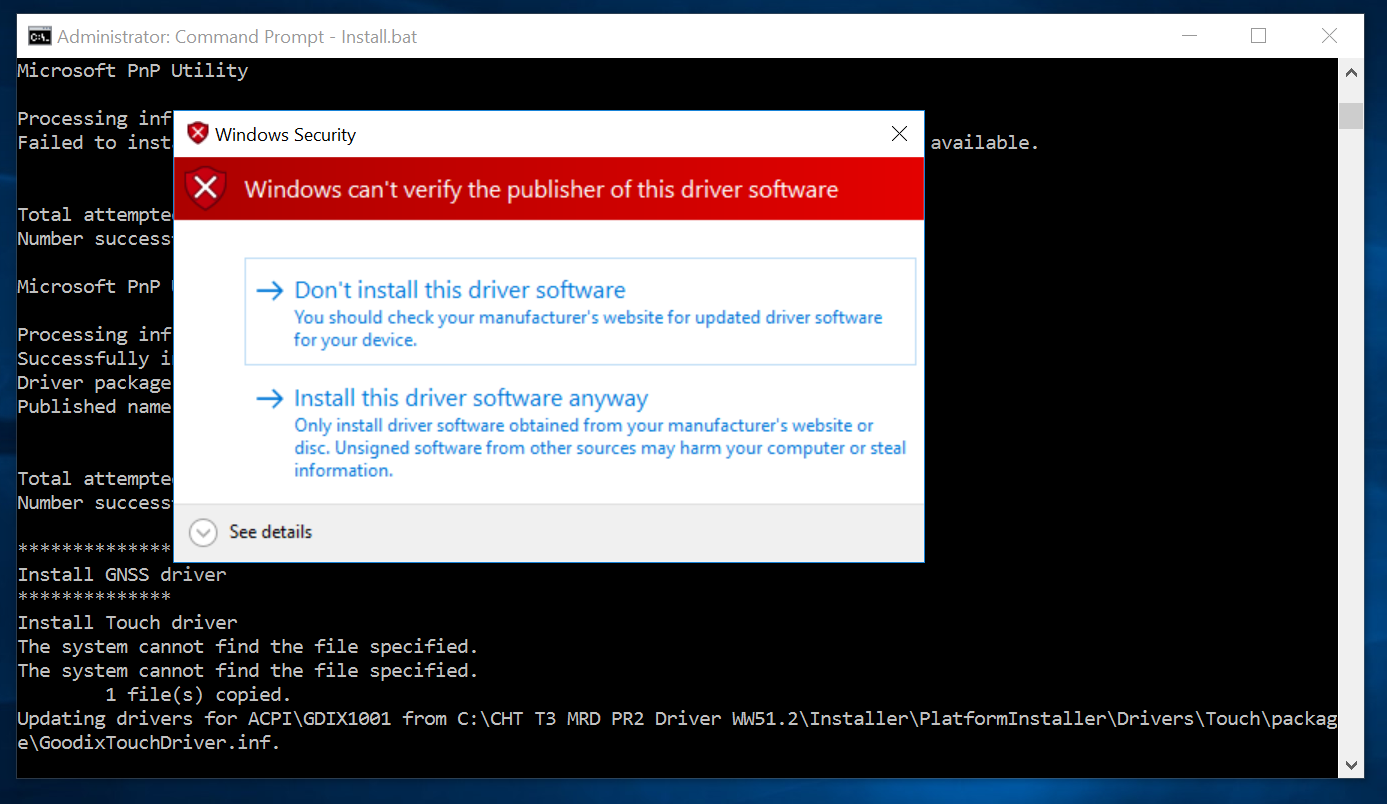 Administrator: Command Prompt - Install.bat
Microsoft PnP Utility
Processing inf
Failed to inst
available.
Total attempte
Number success
Microsoft PnP
Processing inf
Successfully i
Driver package
Published name
Total attempte
Number success
**************
Install GNSS driver
**************
Install Touch driver
The system cannot find the file specified.
The system cannot find the file specified.
1 file(s) copied.
Updating drivers for ACPI\GDIX1001 from C:\CHT T3 MRD PR2 Driver WW51.2\Installer\PlatformInstaller\Drivers\Touch\packag
e\GoodixTouchDriver.inf.
Windows Security
Windows can't verify the publisher of this driver software
Don't install this driver software
You should check your manufacturer's website for updated driver software
for your device.
Install this driver software anyway
Only install driver software obtained from your manufacturer's website or
disc. Unsigned software from other sources may harm your computer or steal
information.
See details